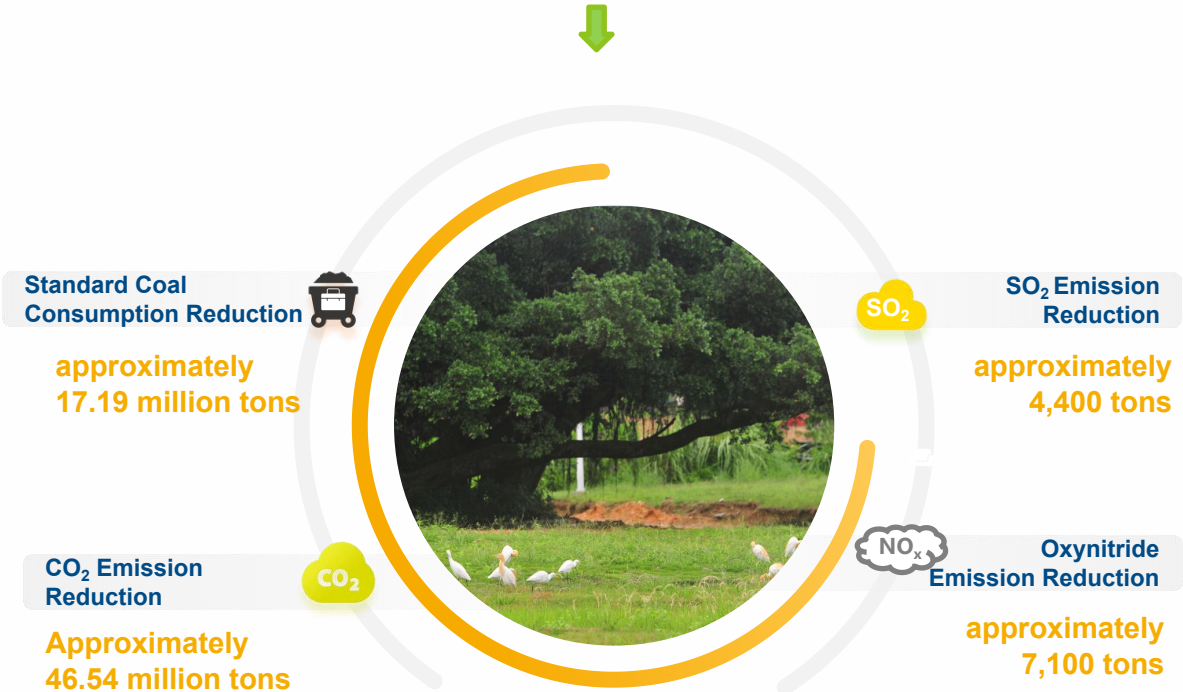 Standard Coal
Consumption Reduction
approximately
17.19 million tons
SO₂
SO₂ Emission
Reduction
approximately
4,400 tons
CO₂ Emission
Reduction
CO₂
Approximately
46.54 million tons
NOₓ
Oxynitride
Emission Reduction
approximately
7,100 tons